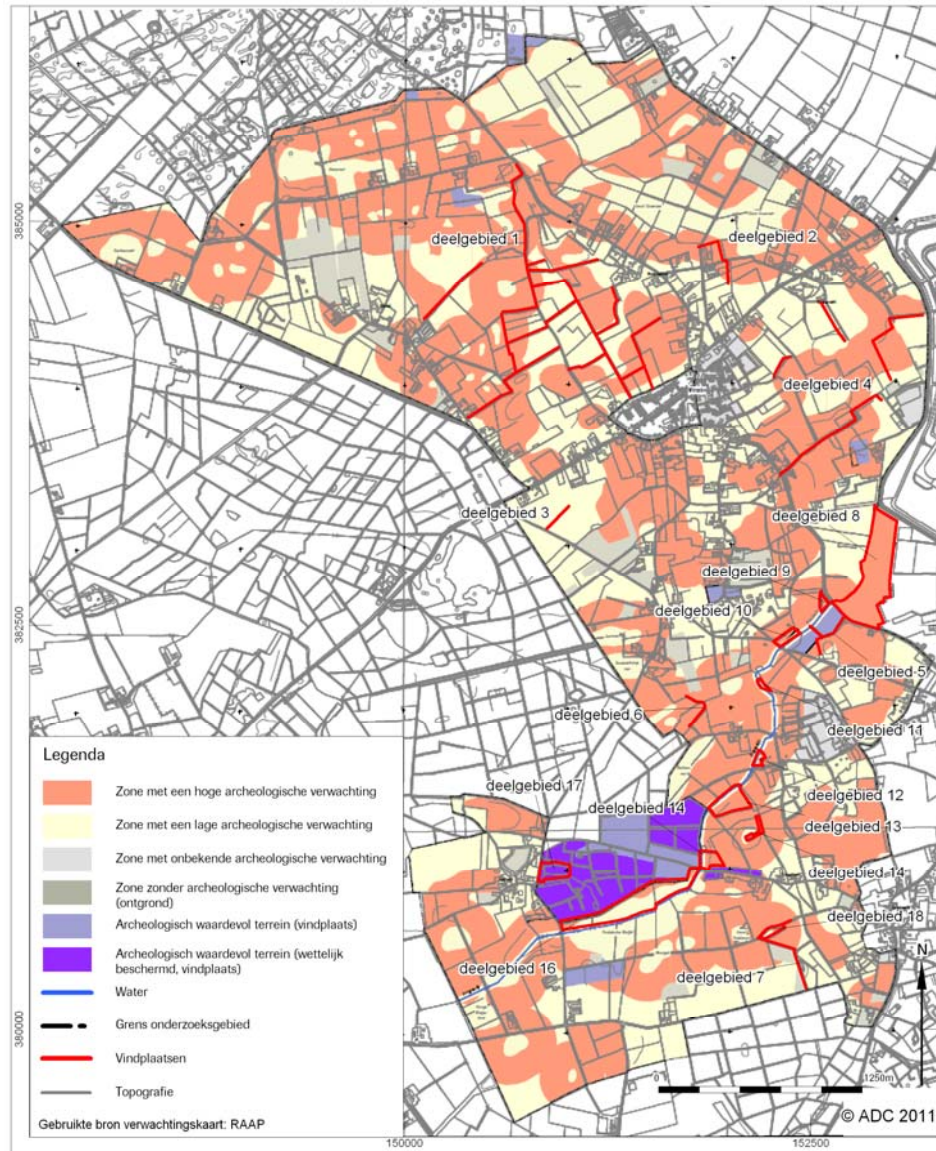 deelgebied 1
deelgebied 2
deelgebied 4
deelgebied 3
deelgebied 8
deelgebied 9
deelgebied 10
deelgebied 5
deelgebied 6
deelgebied 11
deelgebied 17
deelgebied 14
deelgebied 12
deelgebied 13
deelgebied 14
deelgebied 18
deelgebied 16
deelgebied 7
385000
382500
380000
Legenda
Zone met een hoge archeologische verwachting
Zone met een lage archeologische verwachting
Zone met onbekende archeologische verwachting
Zone zonder archeologische verwachting
(ontgrond)
Archeologisch waardevol terrein (vindplaats)
Archeologisch waardevol terrein (wettelijk
beschermd, vindplaats)
Water
Grens onderzoeksgebied
Vindplaatsen
Topografie
Gebruikte bron verwachtingskaart: RAAP
N
0
1250m
© ADC 2011
150000
152500